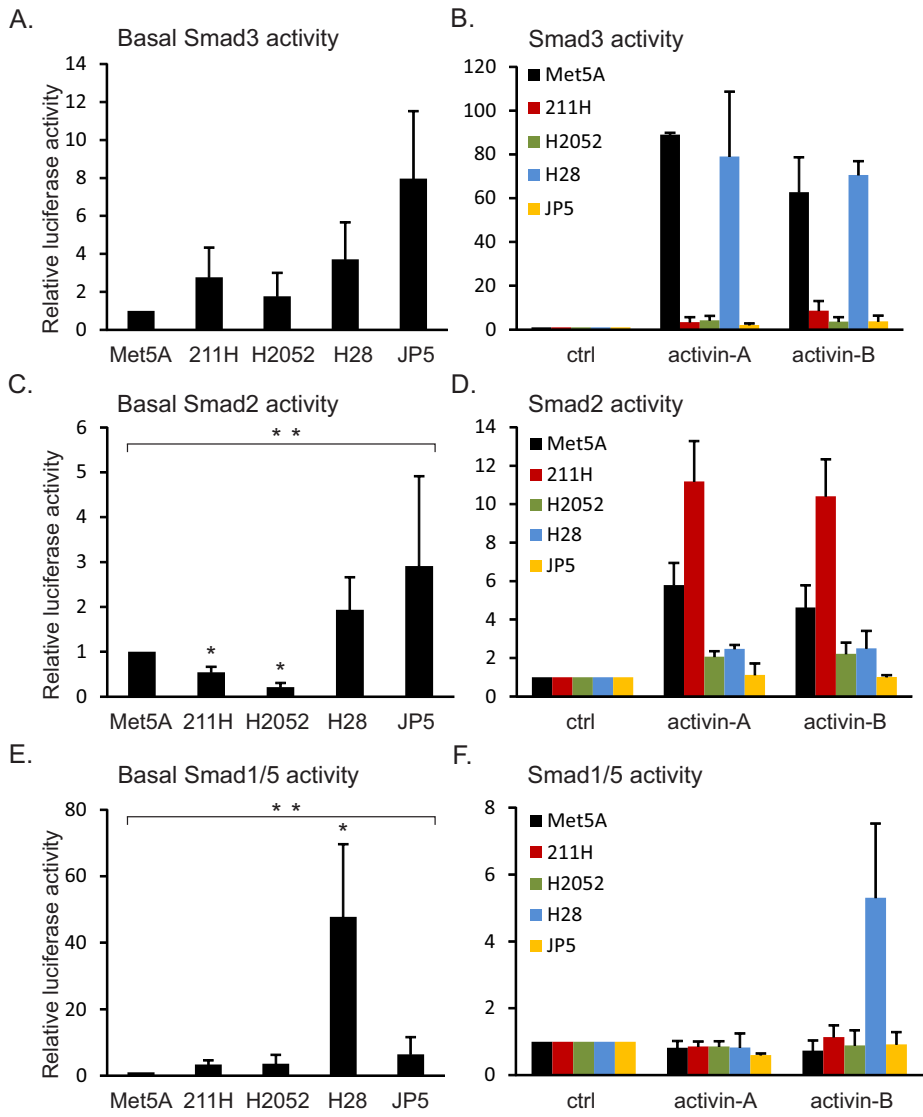 A.
Basal Smad3 activity
Relative luciferase activity
14
12
10
8
6
4
2
0
Met5A 211H H2052 H28 JP5
B.
Smad3 activity
120
100
80
60
40
20
0
Met5A
211H
H2052
H28
JP5
ctrl activin-A activin-B
C.
Basal Smad2 activity
Relative luciferase activity
6
5
4
3
2
1
0
* *
*
*
Met5A 211H H2052 H28 JP5
D.
Smad2 activity
14
12
10
8
6
4
2
0
Met5A
211H
H2052
H28
JP5
ctrl activin-A activin-B
E.
Basal Smad1/5 activity
Relative luciferase activity
80
60
40
20
0
* *
*
Met5A 211H H2052 H28 JP5
F.
Smad1/5 activity
8
6
4
2
0
Met5A
211H
H2052
H28
JP5
ctrl activin-A activin-B